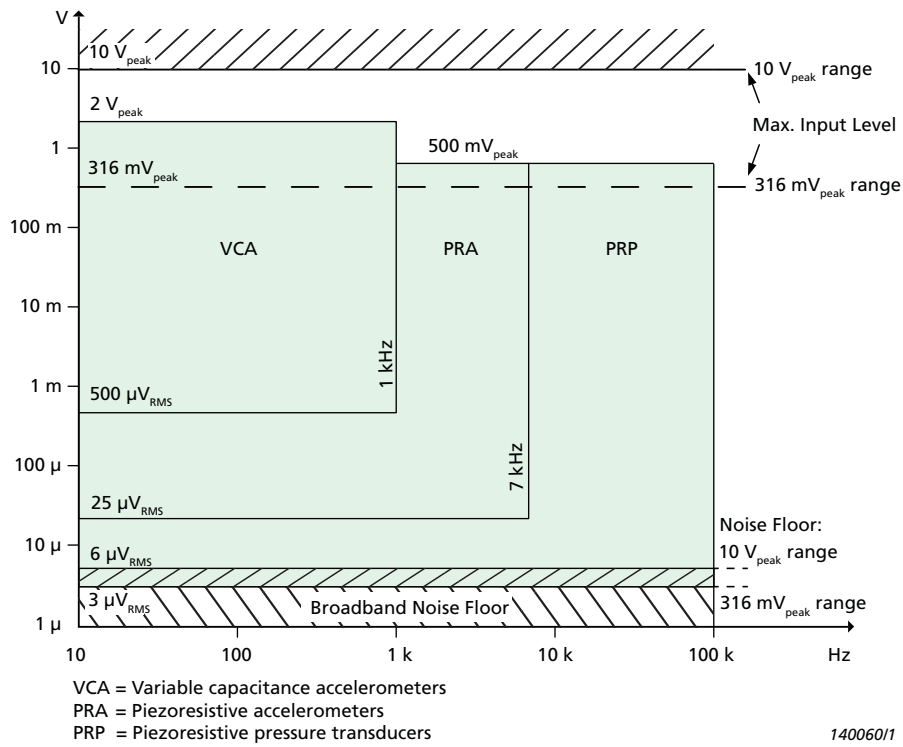 V
10 V_peak
10
10 V_peak range
2 V_peak
Max. Input Level
1
500 mV_peak
316 mV_peak
316 mV_peak range
100 m
VCA
PRA
PRP
10 m
1 kHz
1 m
500 µV_RMS
100 µ
7 kHz
25 µV_RMS
Noise Floor:
10 µ
6 µV_RMS
10 V_peak range
3 µV_RMS
Broadband Noise Floor
316 mV_peak range
1 µ
10
100
1 k
10 k
100 k
Hz
VCA = Variable capacitance accelerometers
PRA = Piezoresistive accelerometers
PRP = Piezoresistive pressure transducers
140060/1